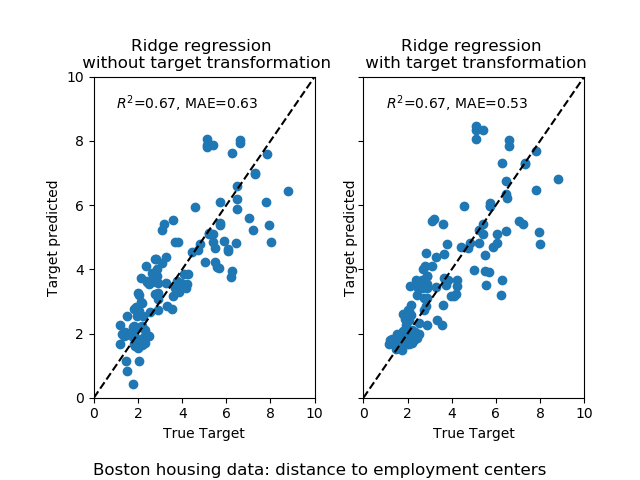 Ridge regression
without target transformation
Ridge regression
with target transformation
R²=0.67, MAE=0.63
R²=0.67, MAE=0.53
Target predicted
Target predicted
10
8
6
4
2
0
0 2 4 6 8 10
0 2 4 6 8 10
True Target
True Target
Boston housing data: distance to employment centers